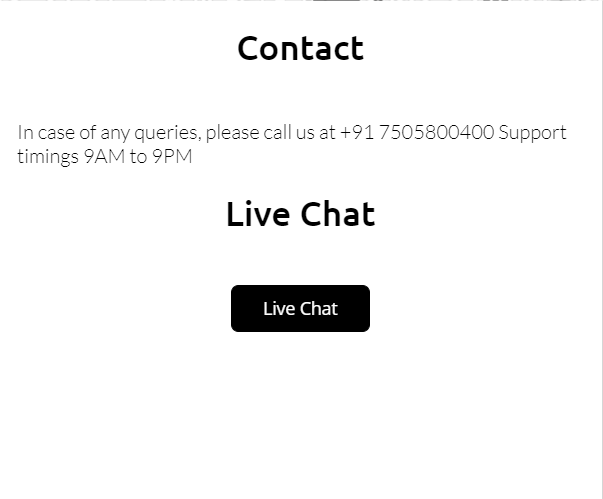 Contact
In case of any queries, please call us at +91 7505800400 Support
timings 9AM to 9PM
Live Chat
Live Chat